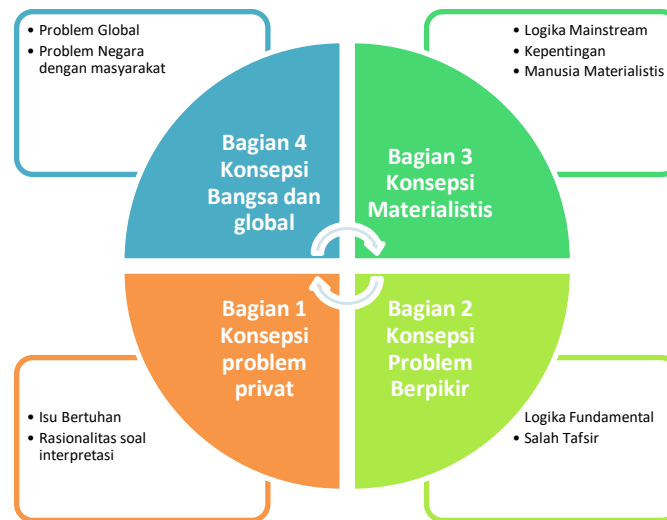 • Problem Global
• Problem Negara
dengan masyarakat
• Logika Mainstream
• Kepentingan
• Manusia Materialistis
Bagian 4
Konsepsi
Bangsa dan
global
Bagian 3
Konsepsi
Materialistis
Bagian 1
Konsepsi
problem
privat
Bagian 2
Konsepsi
Problem
Berpikir
• Isu Bertuhan
• Rasionalitas soal
interpretasi
Logika Fundamental
• Salah Tafsir